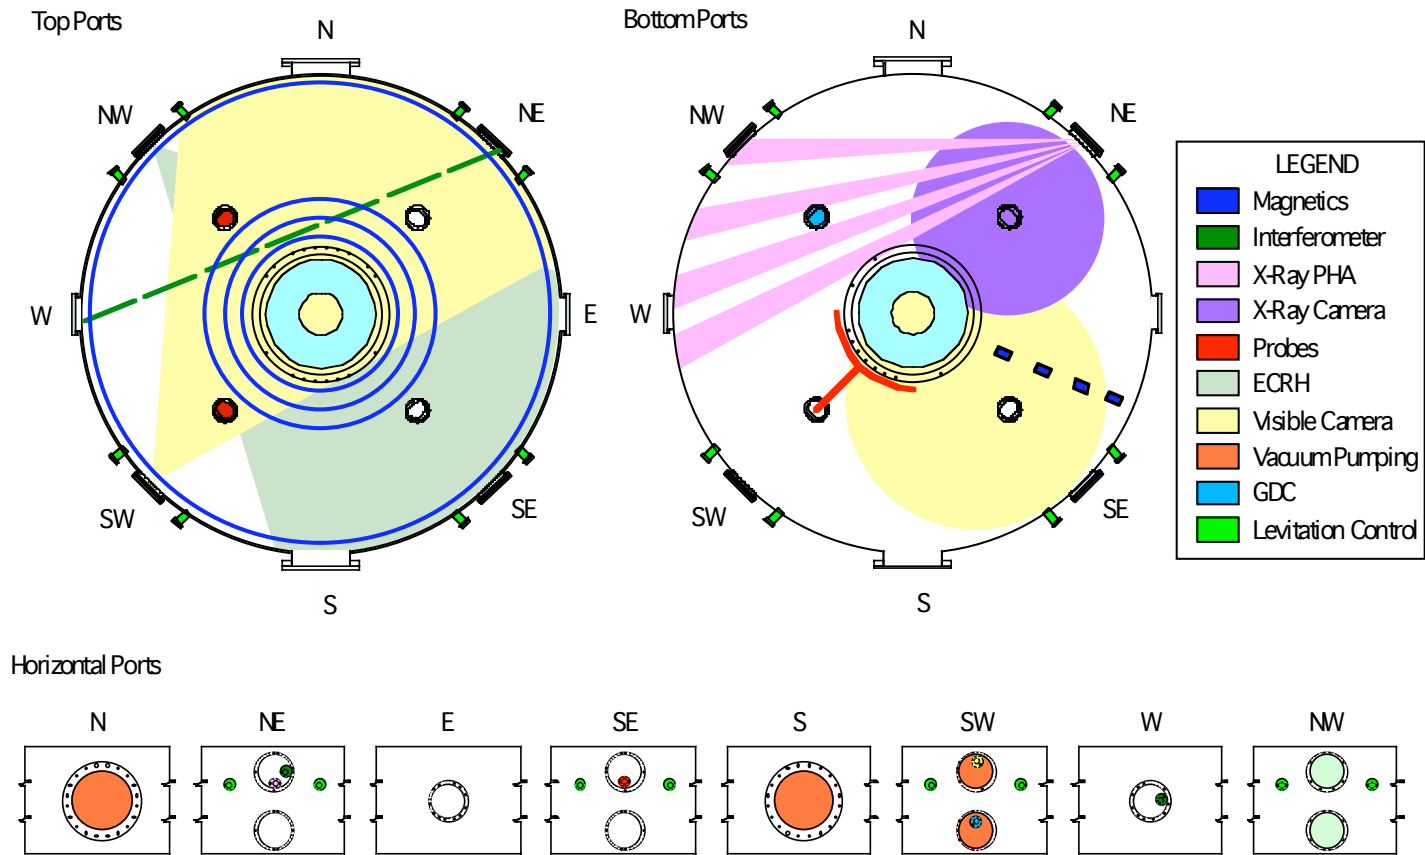 Top Ports
Bottom Ports
N
N
NW
NE
NW
NE
W
E
W
E
SW
SE
SW
SE
S
S
LEGEND
Magnetics
Interferometer
X-Ray PHA
X-Ray Camera
Probes
ECRH
Visible Camera
Vacuum Pumping
GDC
Levitation Control
Horizontal Ports
N
NE
E
SE
S
SW
W
NW